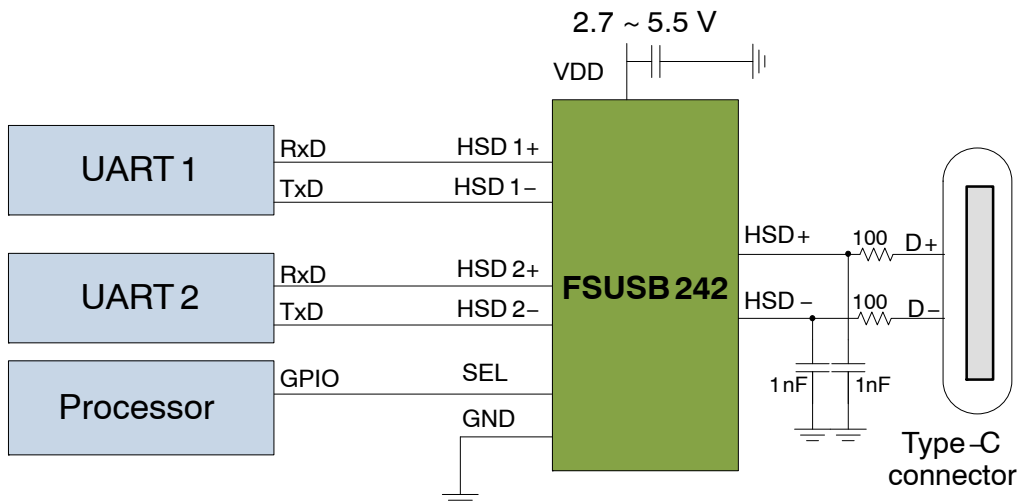 2.7 ~ 5.5 V
VDD
UART 1
RxD
HSD 1+
TxD
HSD 1−
HSD+
100
D+
UART 2
RxD
HSD 2+
TxD
HSD 2−
FSUSB 242
HSD −
100
D−
Processor
GPIO
SEL
GND
1 nF
1 nF
Type −C
connector